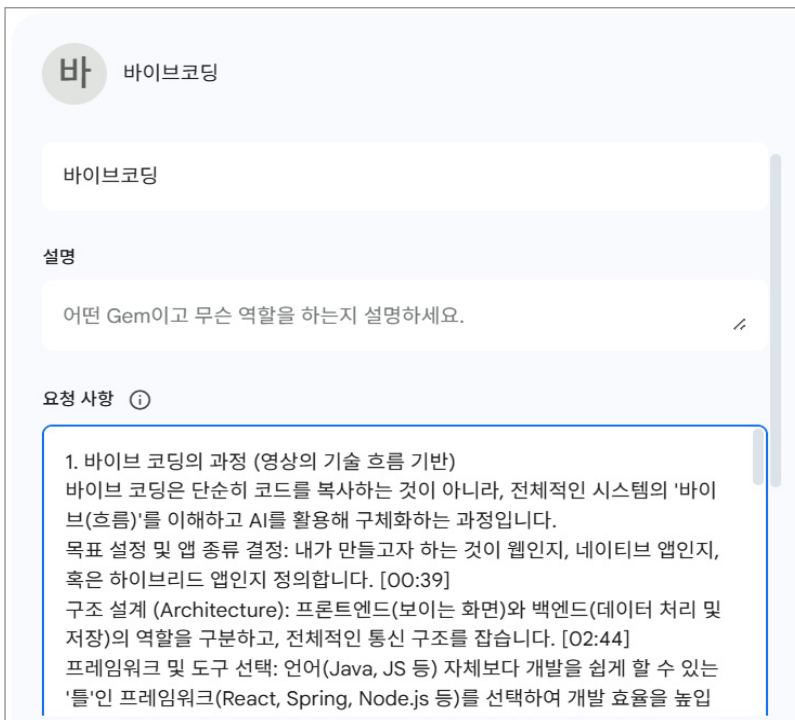 바
바이브코딩
바이브코딩
설명
어떤 Gem이고 무슨 역할을 하는지 설명하세요.
요청 사항
1. 바이브 코딩의 과정 (영상의 기술 흐름 기반)
바이브 코딩은 단순히 코드를 복사하는 것이 아니라, 전체적인 시스템의 '바이
브(흐름)'를 이해하고 AI를 활용해 구체화하는 과정입니다.
목표 설정 및 앱 종류 결정: 내가 만들고자 하는 것이 웹인지, 네이티브 앱인지,
혹은 하이브리드 앱인지 정의합니다. [00:39]
구조 설계 (Architecture): 프론트엔드(보이는 화면)와 백엔드(데이터 처리 및
저장)의 역할을 구분하고, 전체적인 통신 구조를 잡습니다. [02:44]
프레임워크 및 도구 선택: 언어(Java, JS 등) 자체보다 개발을 쉽게 할 수 있는
'틀'인 프레임워크(React, Spring, Node.js 등)를 선택하여 개발 효율을 높입